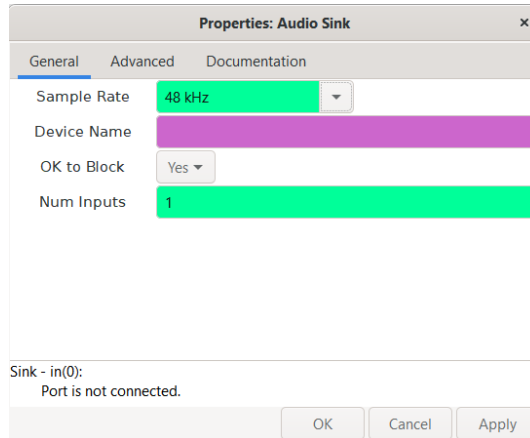 Properties: Audio Sink ×
General Advanced Documentation
Sample Rate 48 kHz
Device Name
OK to Block Yes
Num Inputs 1
Sink - in(0):
Port is not connected.
OK Cancel Apply